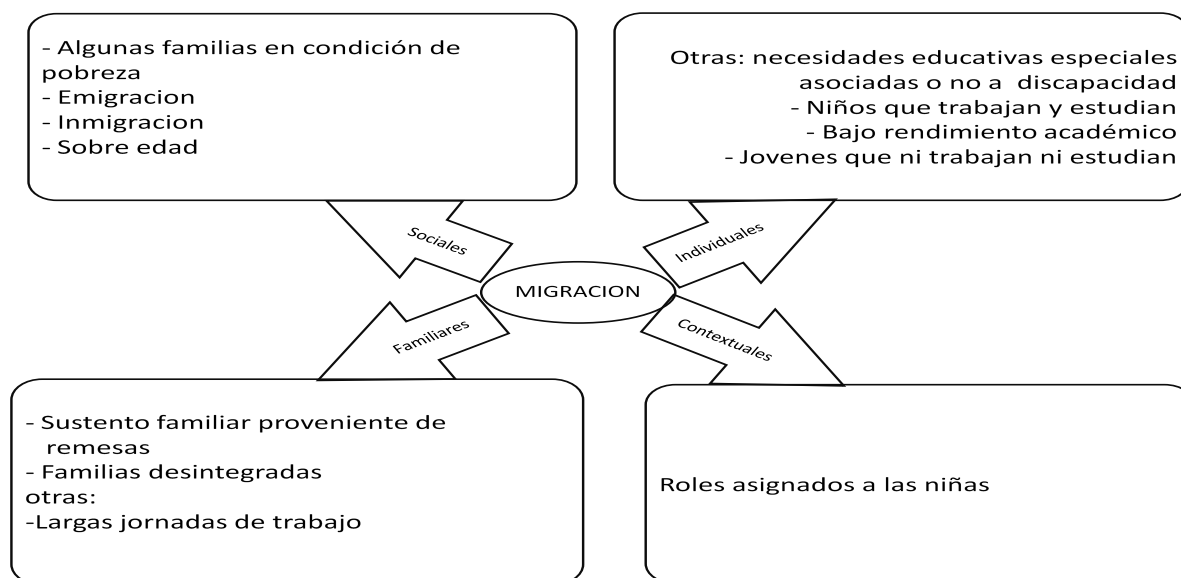 - Algunas familias en condición de
pobreza
- Emigracion
- Inmigracion
- Sobre edad
Otras: necesidades educativas especiales
asociadas o no a discapacidad
- Niños que trabajan y estudian
- Bajo rendimiento académico
- Jovenes que ni trabajan ni estudian
Sociales
Individuales
MIGRACION
Familiares
Contextuales
- Sustento familiar proveniente de
remesas
- Familias desintegradas
otras:
-Largas jornadas de trabajo
Roles asignados a las niñas